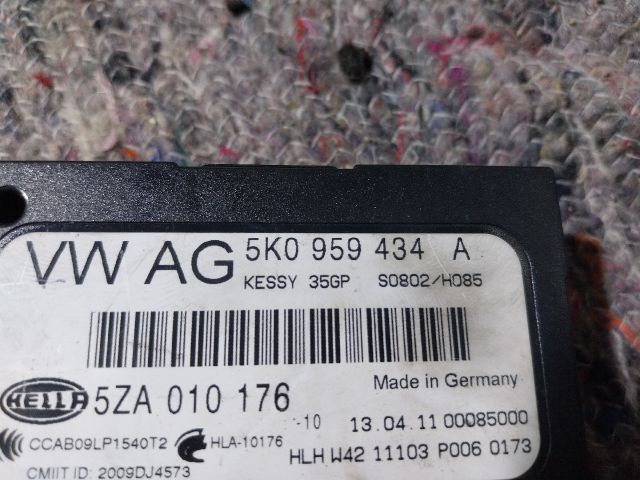 VW AG 5K0 959 434 A
KESSY 35GP S0802/H085
HELLA 5ZA 010 176
Made in Germany
-10 13.04.11 00085000
CCAB09LP1540T2 HLA-10176
HLH W42 11103 P006 0173
CMIIT ID: 2009DJ4573